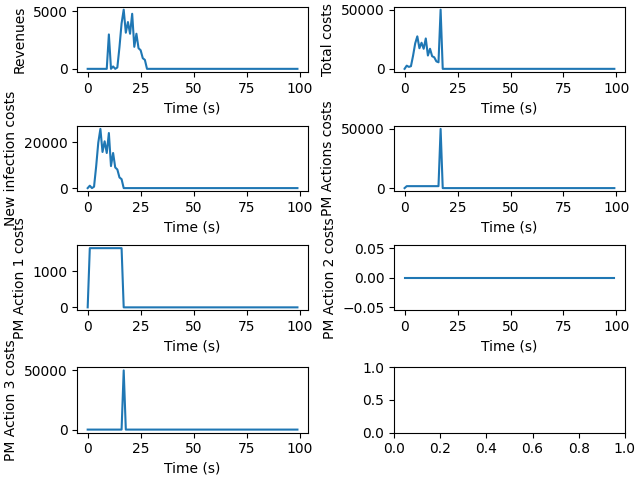 Revenues
5000
0
0 25 50 75 100
Time (s)
Total costs
50000
0
0 25 50 75 100
Time (s)
New infection costs
20000
0
0 25 50 75 100
Time (s)
PM Actions costs
50000
0
0 25 50 75 100
Time (s)
PM Action 1 costs
1000
0
0 25 50 75 100
Time (s)
PM Action 2 costs
0.05
0.00
−0.05
0 25 50 75 100
Time (s)
PM Action 3 costs
50000
0
0 25 50 75 100
Time (s)
1.0
0.5
0.0
0.0 0.2 0.4 0.6 0.8 1.0